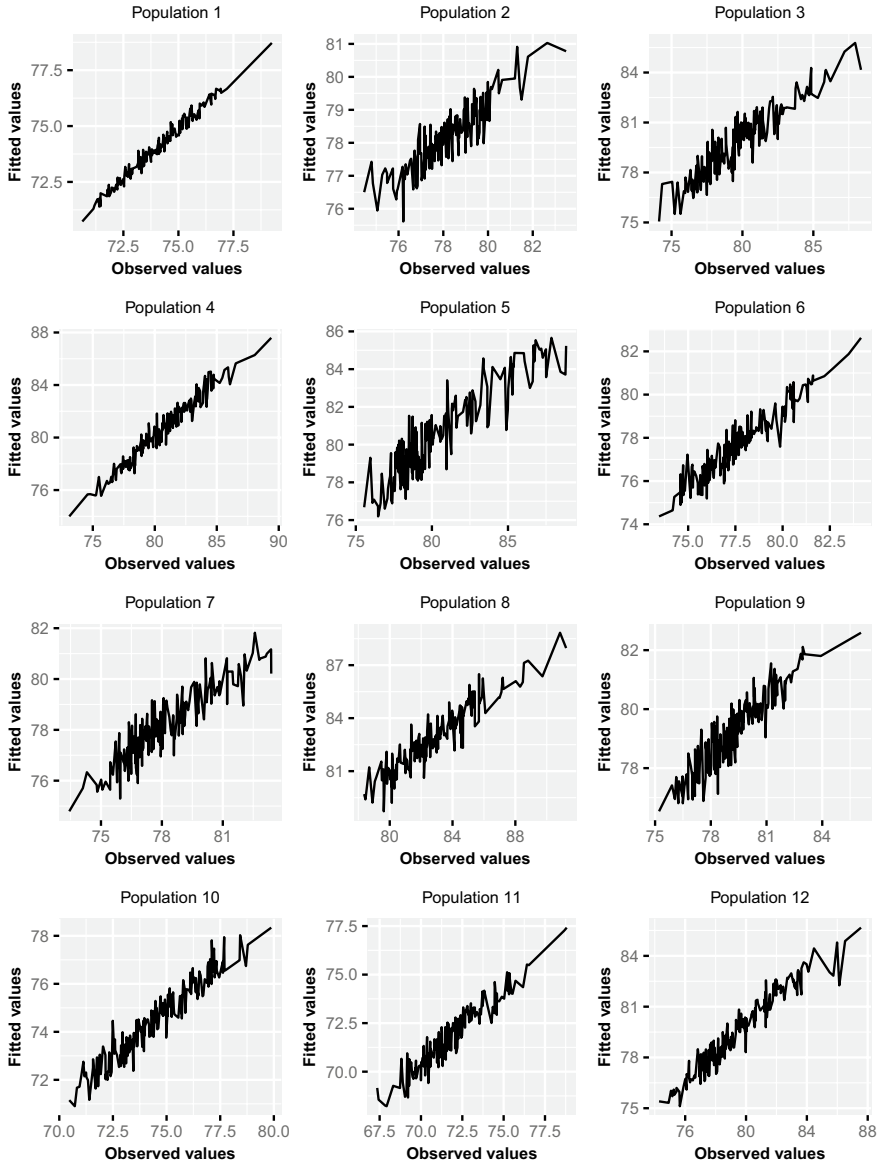 Population 1
77.5
75.0
72.5
Fitted values
72.5 75.0 77.5
Observed values
Population 2
81
80
79
78
77
76
Fitted values
76 78 80 82
Observed values
Population 3
84
81
78
75
Fitted values
75 80 85
Observed values
Population 4
88
84
80
76
Fitted values
75 80 85 90
Observed values
Population 5
86
84
82
80
78
76
Fitted values
75 80 85
Observed values
Population 6
82
80
78
76
74
Fitted values
75.0 77.5 80.0 82.5
Observed values
Population 7
82
80
78
76
Fitted values
75 78 81
Observed values
Population 8
87
84
81
Fitted values
80 84 88
Observed values
Population 9
82
80
78
Fitted values
75 78 81 84
Observed values
Population 10
78
76
74
72
Fitted values
70.0 72.5 75.0 77.5 80.0
Observed values
Population 11
77.5
75.0
72.5
70.0
Fitted values
67.5 70.0 72.5 75.0 77.5
Observed values
Population 12
84
81
78
75
Fitted values
76 80 84 88
Observed values